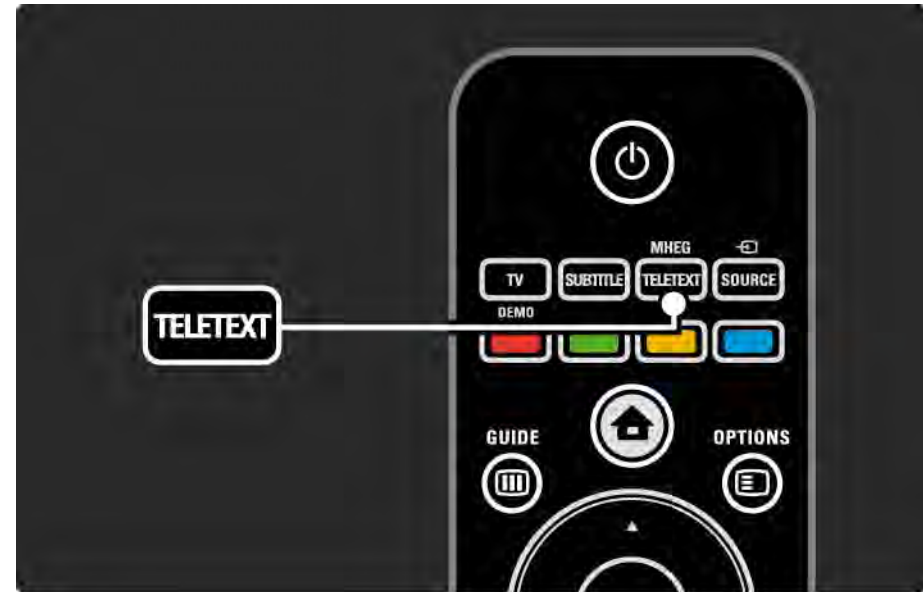 MHEG
TV SUBTITLE TELETEXT SOURCE
DEMO
TELETEXT
GUIDE OPTIONS